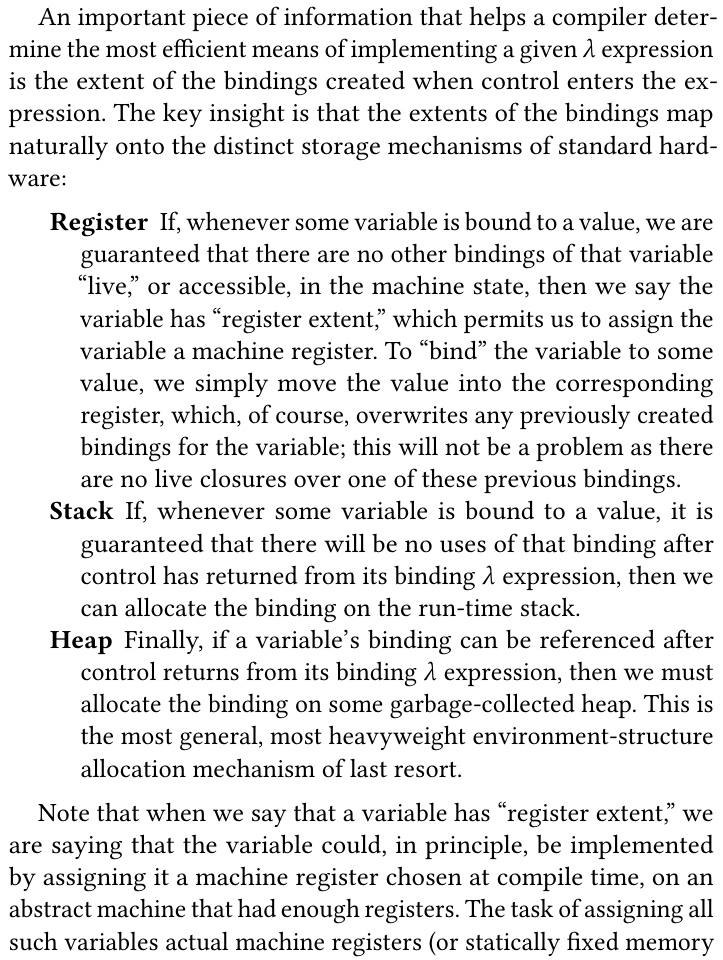 An important piece of information that helps a compiler deter-
mine the most efficient means of implementing a given λ expression
is the extent of the bindings created when control enters the ex-
pression. The key insight is that the extents of the bindings map
naturally onto the distinct storage mechanisms of standard hard-
ware:
Register If, whenever some variable is bound to a value, we are
guaranteed that there are no other bindings of that variable
“live,” or accessible, in the machine state, then we say the
variable has “register extent,” which permits us to assign the
variable a machine register. To “bind” the variable to some
value, we simply move the value into the corresponding
register, which, of course, overwrites any previously created
bindings for the variable; this will not be a problem as there
are no live closures over one of these previous bindings.
Stack If, whenever some variable is bound to a value, it is
guaranteed that there will be no uses of that binding after
control has returned from its binding λ expression, then we
can allocate the binding on the run-time stack.
Heap Finally, if a variable’s binding can be referenced after
control returns from its binding λ expression, then we must
allocate the binding on some garbage-collected heap. This is
the most general, most heavyweight environment-structure
allocation mechanism of last resort.
Note that when we say that a variable has “register extent,” we
are saying that the variable could, in principle, be implemented
by assigning it a machine register chosen at compile time, on an
abstract machine that had enough registers. The task of assigning all
such variables actual machine registers (or statically fixed memory